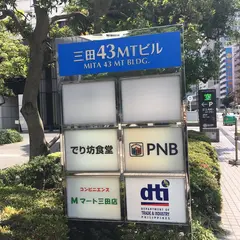 三田43MTビル
MITA 43 MT BLDG.
でり坊食堂
PNB
コンビニエンス
Mマート三田店
dti
DEPARTMENT OF
TRADE & INDUSTRY
PHILIPPINES
P